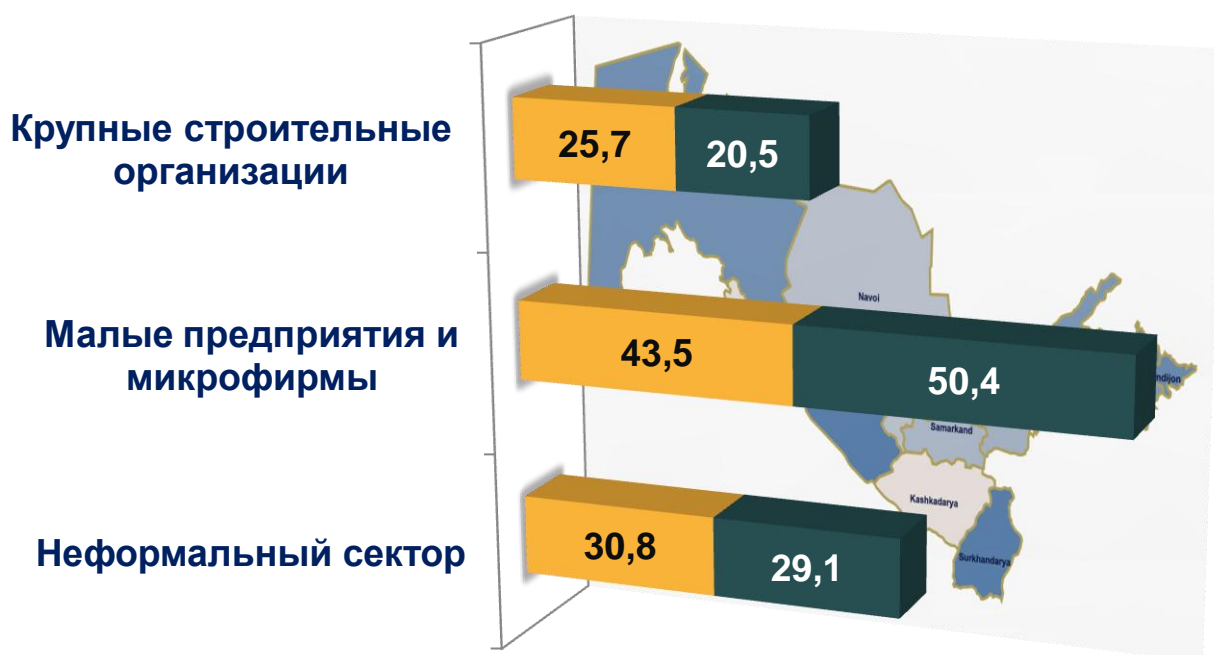 Крупные строительные
организации
25,7
20,5
Navoi
Малые предприятия и
микрофирмы
43,5
50,4
Samarkand
Kashkadarya
Неформальный сектор
30,8
29,1
Surkhandarya